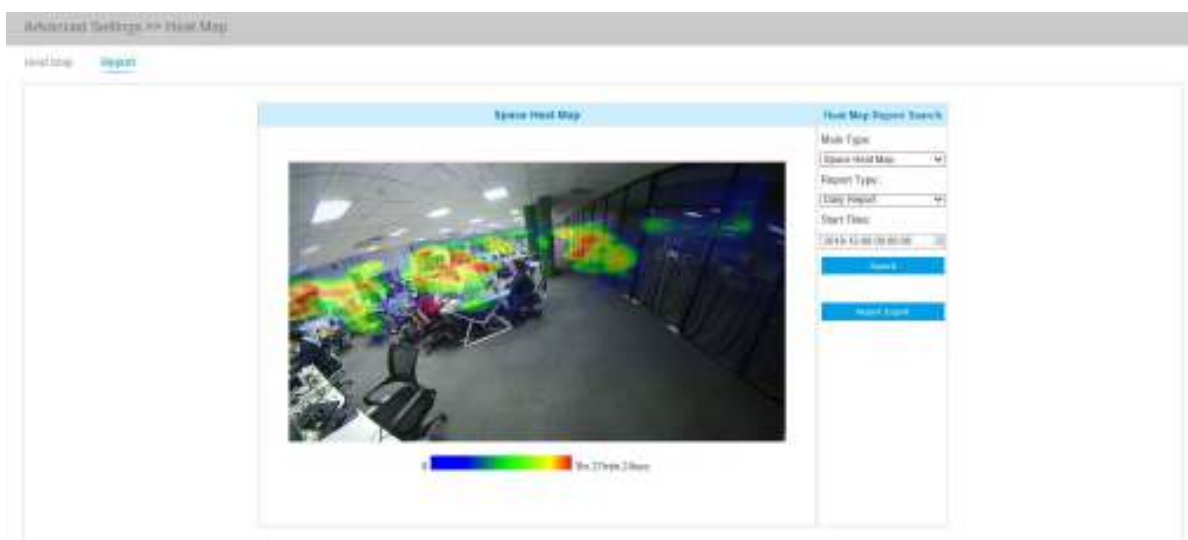 Advanced Settings >> Heat Map
Heat Map Report
Space Heat Map
Heat Map Report Search
Main Type:
Space Heat Map
Report Type:
Daily Report
Start Time:
Search
Report Export
0